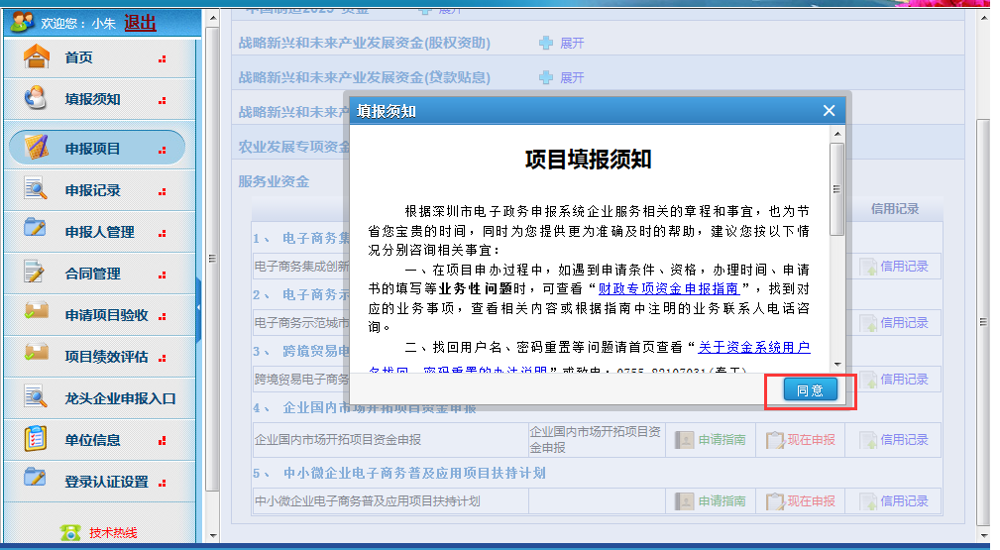 欢迎您：小朱 退出
首页
填报须知
申报项目
申报记录
申报人管理
合同管理
申请项目验收
项目绩效评估
龙头企业申报入口
单位信息
登录认证设置
技术热线
展开
战略新兴和未来产业发展资金(股权资助) 展开
战略新兴和未来产业发展资金(贷款贴息) 展开
战略新兴和未来产
农业发展专项资金
服务业资金
信用记录
1、 电子商务集
电子商务集成创新 信用记录
2、 电子商务示
电子商务示范城市 信用记录
3、 跨境贸易电
跨境贸易电子商务 信用记录
4、 企业国内市场开拓项目资金申报
企业国内市场开拓项目资金申报 企业国内市场开拓项目资 申请指南 现在申报 信用记录
金申报
5、 中小微企业电子商务普及应用项目扶持计划
中小微企业电子商务普及应用项目扶持计划 申请指南 现在申报 信用记录
填报须知
项目填报须知
根据深圳市电子政务申报系统企业服务相关的章程和事宜，也为节
省您宝贵的时间，同时为您提供更为准确及时的帮助，建议您按以下情
况分别咨询相关事宜：
一、在项目申办过程中，如遇到申请条件、资格，办理时间、申请
书的填写等业务性问题时，可查看“财政专项资金申报指南”，找到对
应的业务事项，查看相关内容或根据指南中注明的业务联系人电话咨
询。
二、找回用户名、密码重置等问题请首页查看“关于资金系统用户
名找回、密码重置的办法说明”或致电：0755-82107031(秦工)
同意